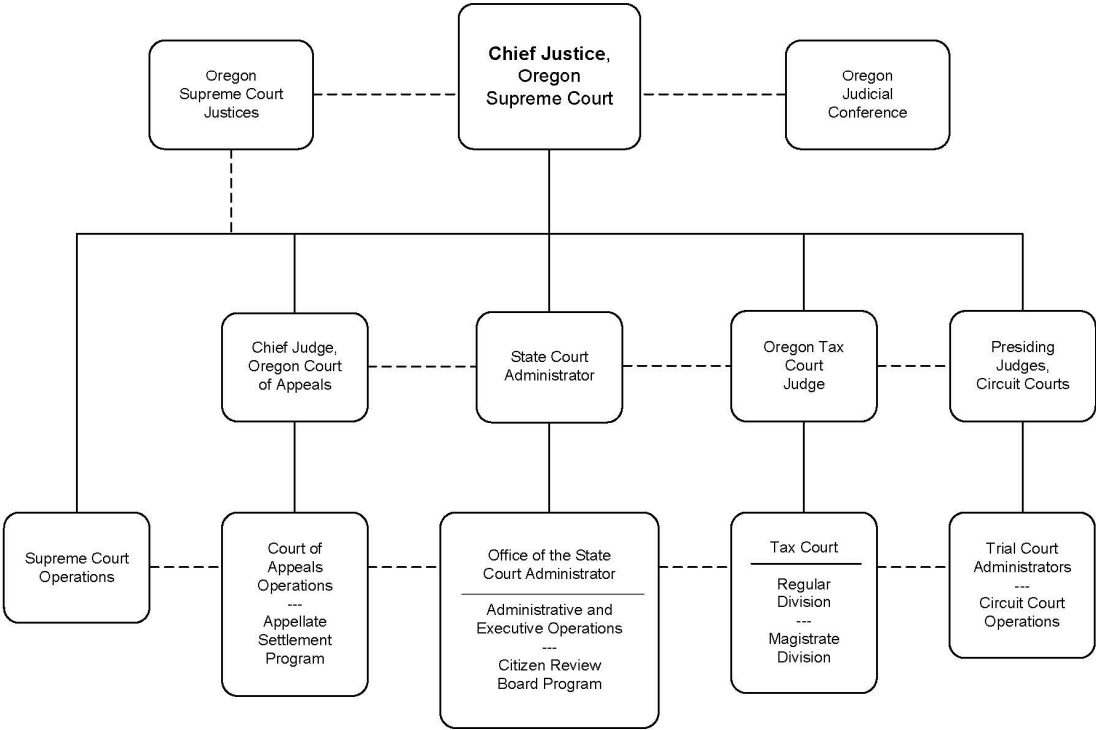 Chief Justice,
Oregon
Supreme Court
Oregon
Supreme Court
Justices
Oregon
Judicial
Conference
Chief Judge,
Oregon Court
of Appeals
State Court
Administrator
Oregon Tax
Court
Judge
Presiding
Judges,
Circuit Courts
Supreme Court
Operations
Court of
Appeals
Operations
---
Appellate
Settlement
Program
Office of the State
Court Administrator
Administrative and
Executive Operations
---
Citizen Review
Board Program
Tax Court
Regular
Division
---
Magistrate
Division
Trial Court
Administrators
---
Circuit Court
Operations